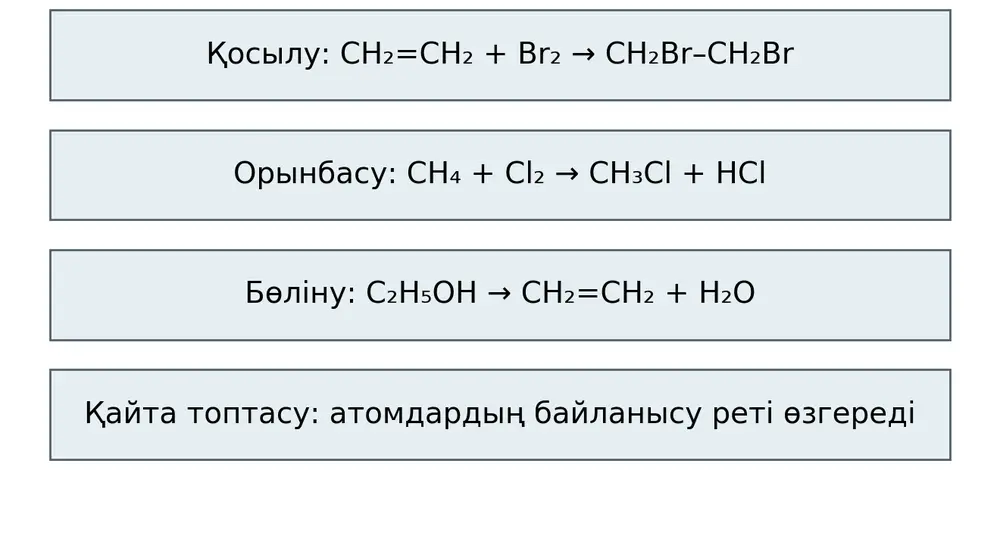 Қосылу: CH₂=CH₂ + Br₂ → CH₂Br–CH₂Br
Орынбасу: CH₄ + Cl₂ → CH₃Cl + HCl
Бөліну: C₂H₅OH → CH₂=CH₂ + H₂O
Қайта топтасу: атомдардың байланысу реті өзгереді